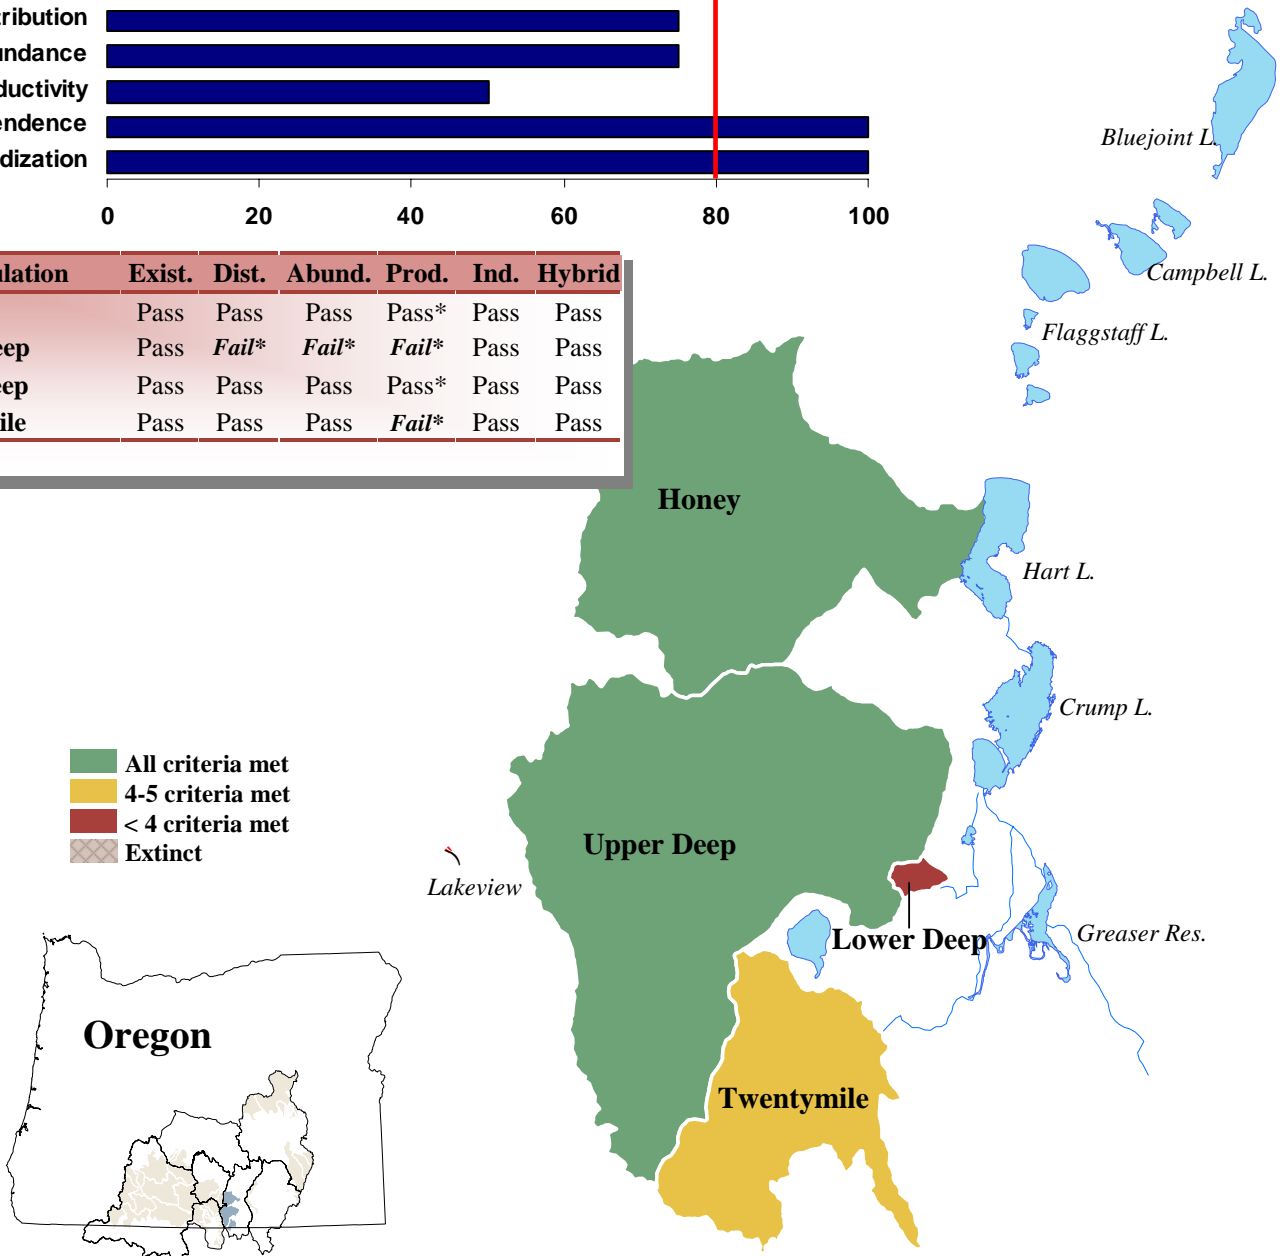 tribution
undance
ductivity
endence
dization
0 20 40 60 80 100
ulation Exist. Dist. Abund. Prod. Ind. Hybrid
Pass Pass Pass Pass* Pass Pass
eep Pass Fail* Fail* Fail* Pass Pass
eep Pass Pass Pass Pass* Pass Pass
ile Pass Pass Pass Fail* Pass Pass
Bluejoint L.
Campbell L.
Flaggstaff L.
Honey
Hart L.
Crump L.
All criteria met
4-5 criteria met
< 4 criteria met
Extinct
Upper Deep
Lakeview
Lower Deep
Greaser Res.
Oregon
Twentymile